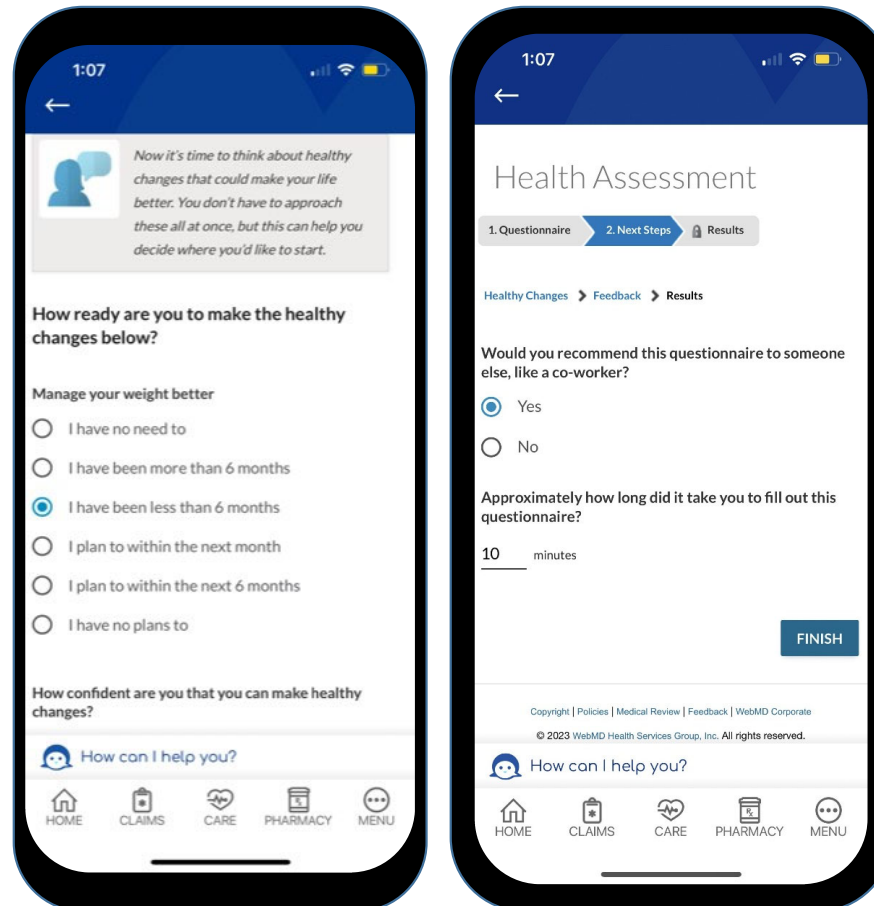 1:07
Now it's time to think about healthy
changes that could make your life
better. You don't have to approach
these all at once, but this can help you
decide where you'd like to start.
How ready are you to make the healthy
changes below?
Manage your weight better
I have no need to
I have been more than 6 months
I have been less than 6 months
I plan to within the next month
I plan to within the next 6 months
I have no plans to
How confident are you that you can make healthy
changes?
How can I help you?
HOME CLAIMS CARE PHARMACY MENU
1:07
Health Assessment
1. Questionnaire 2. Next Steps Results
Healthy Changes Feedback Results
Would you recommend this questionnaire to someone
else, like a co-worker?
Yes
No
Approximately how long did it take you to fill out this
questionnaire?
10 minutes
FINISH
Copyright | Policies | Medical Review | Feedback | WebMD Corporate
© 2023 WebMD Health Services Group, Inc. All rights reserved.
How can I help you?
HOME CLAIMS CARE PHARMACY MENU